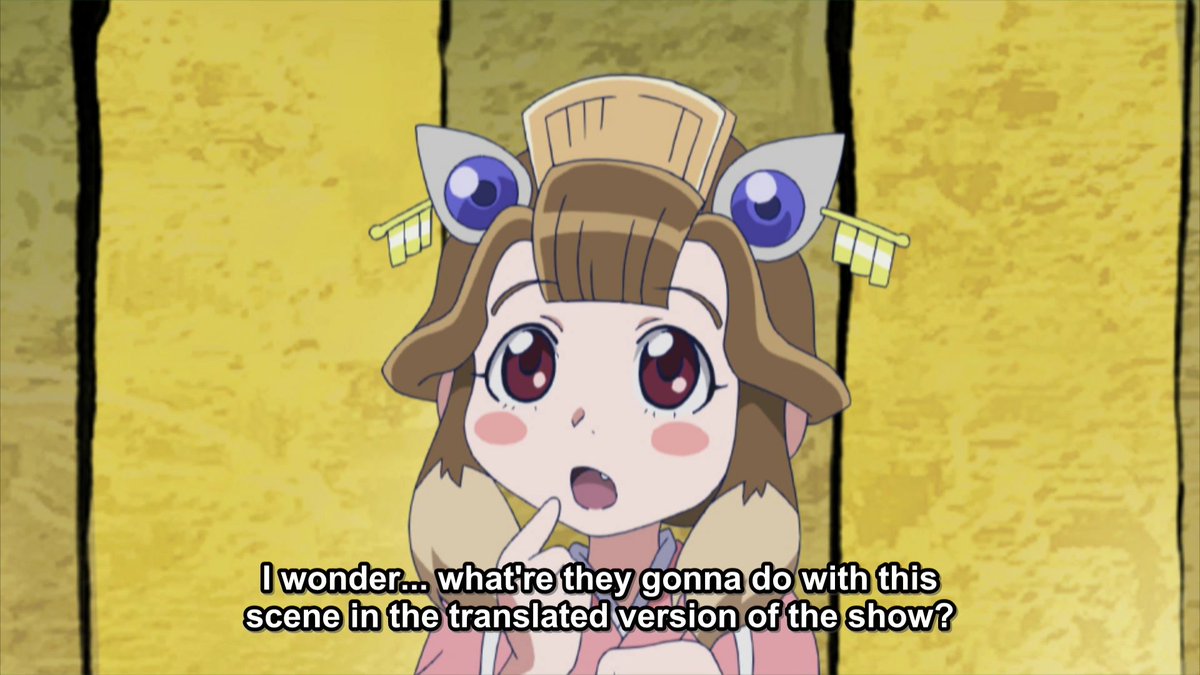 I wonder... what're they gonna do with this
scene in the translated version of the show?